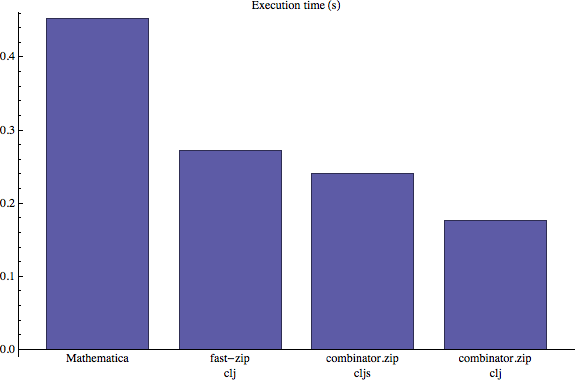 Execution time (s)
0.4
0.3
0.2
0.1
0.0
Mathematica
fast−zip
clj
combinator.zip
cljs
combinator.zip
clj